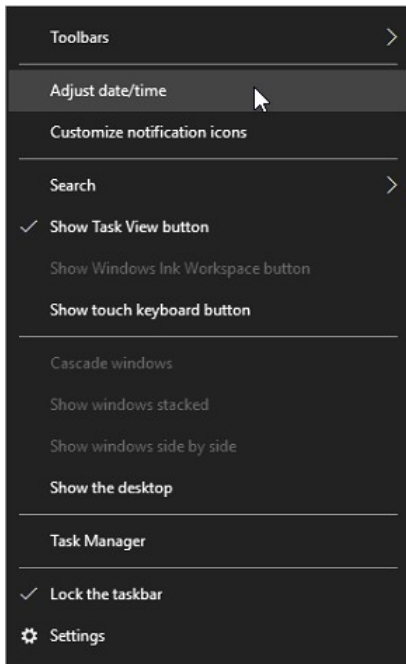 Toolbars
Adjust date/time
Customize notification icons
Search
Show Task View button
Show Windows Ink Workspace button
Show touch keyboard button
Cascade windows
Show windows stacked
Show windows side by side
Show the desktop
Task Manager
Lock the taskbar
Settings